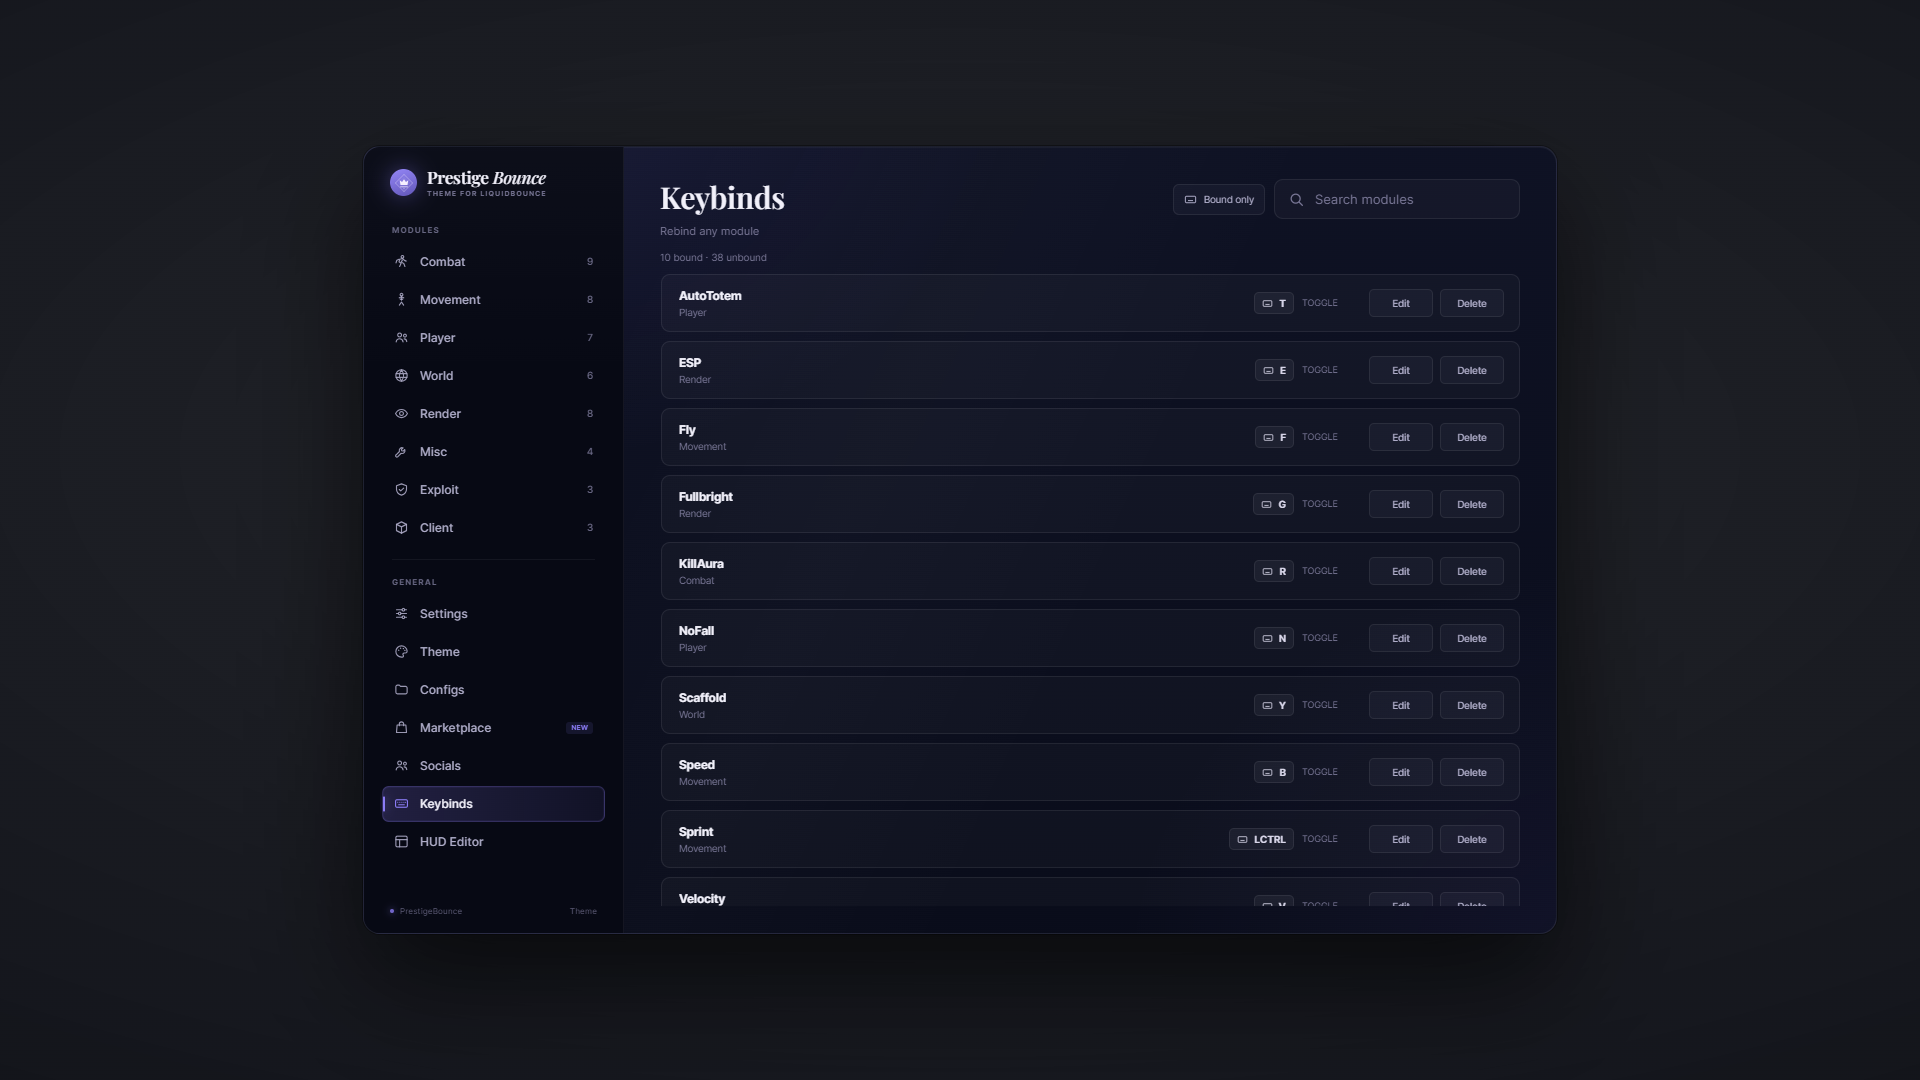 Prestige Bounce
THEME FOR LIQUIDBOUNCE
MODULES
Combat 9
Movement 8
Player 7
World 6
Render 8
Misc 4
Exploit 3
Client 3
GENERAL
Settings
Theme
Configs
Marketplace NEW
Socials
Keybinds
HUD Editor
PrestigeBounce Theme
Keybinds
Rebind any module
Bound only
Search modules
10 bound · 38 unbound
AutoTotem
Player
T TOGGLE Edit Delete
ESP
Render
E TOGGLE Edit Delete
Fly
Movement
F TOGGLE Edit Delete
Fullbright
Render
G TOGGLE Edit Delete
KillAura
Combat
R TOGGLE Edit Delete
NoFall
Player
N TOGGLE Edit Delete
Scaffold
World
Y TOGGLE Edit Delete
Speed
Movement
B TOGGLE Edit Delete
Sprint
Movement
LCTRL TOGGLE Edit Delete
Velocity
TOGGLE Edit Delete